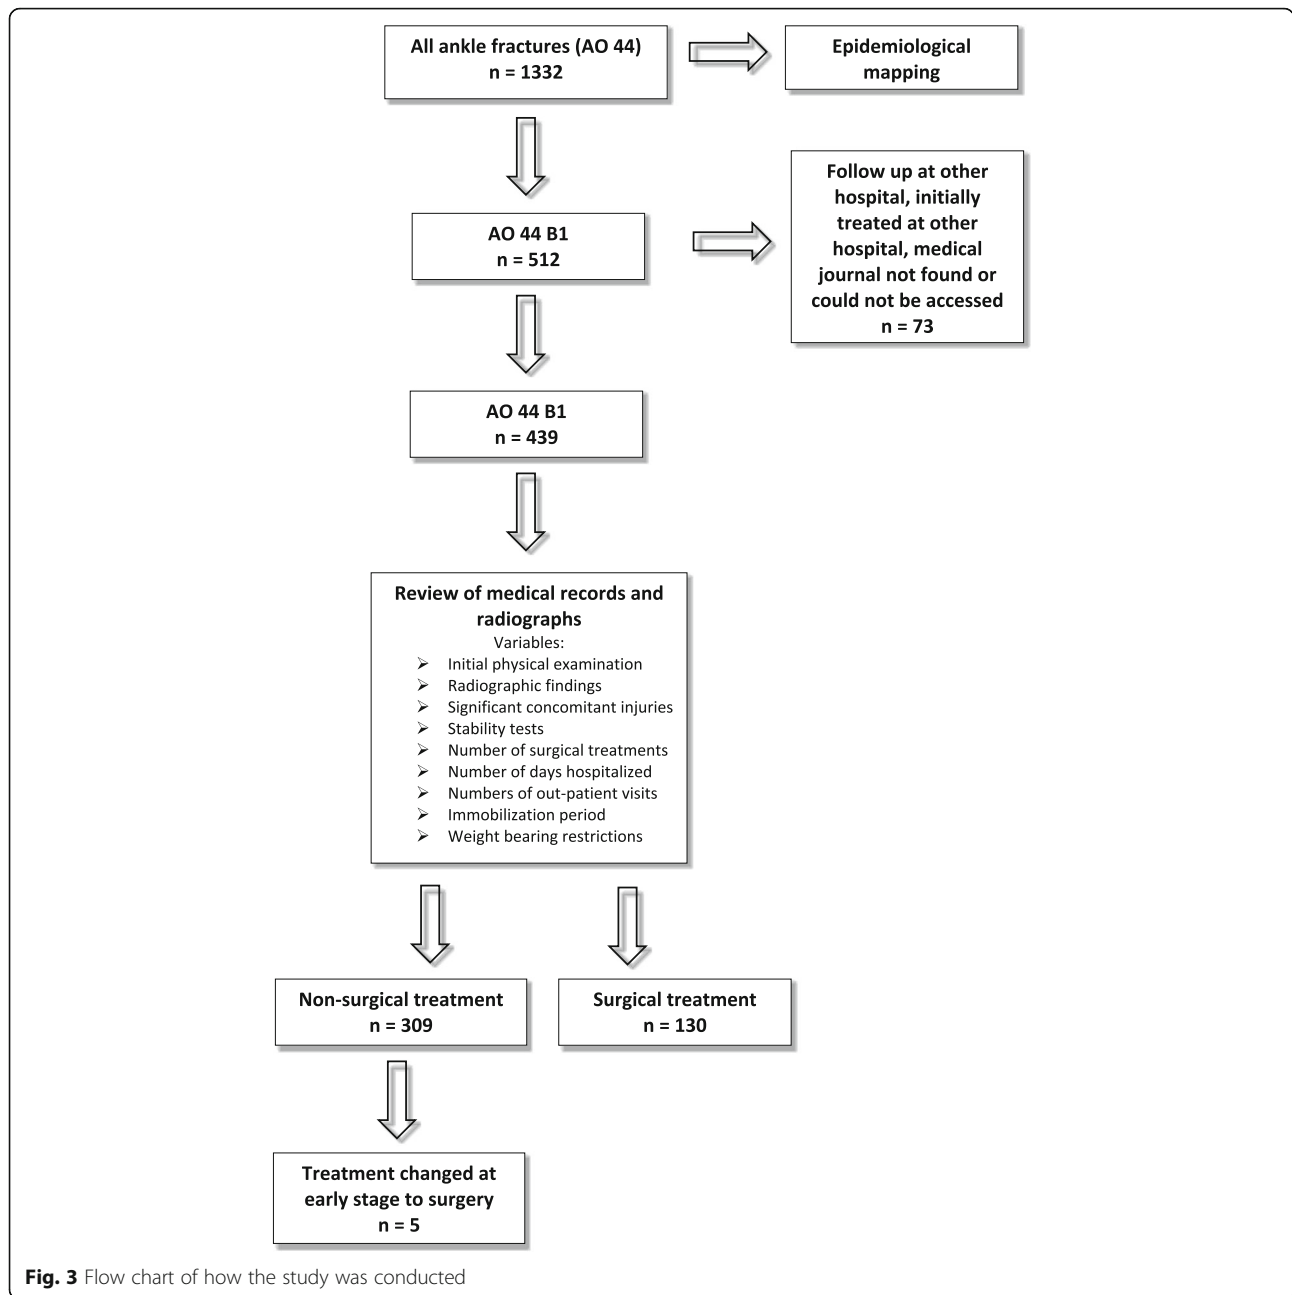 All ankle fractures (AO 44)
n = 1332
Epidemiological
mapping
AO 44 B1
n = 512
Follow up at other
hospital, initially
treated at other
hospital, medical
journal not found or
could not be accessed
n = 73
AO 44 B1
n = 439
Review of medical records and
radiographs
Variables:
➢ Initial physical examination
➢ Radiographic findings
➢ Significant concomitant injuries
➢ Stability tests
➢ Number of surgical treatments
➢ Number of days hospitalized
➢ Numbers of out-patient visits
➢ Immobilization period
➢ Weight bearing restrictions
Non-surgical treatment
n = 309
Surgical treatment
n = 130
Treatment changed at
early stage to surgery
n = 5
Fig. 3 Flow chart of how the study was conducted